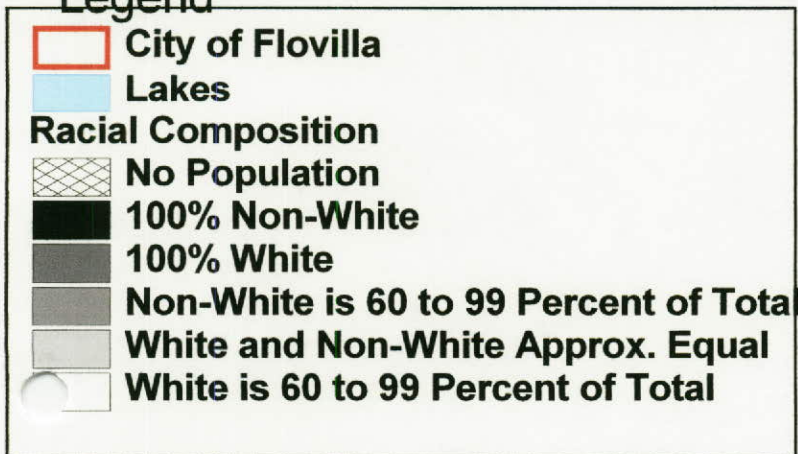 Legend
City of Flovilla
Lakes
Racial Composition
No Population
100% Non-White
100% White
Non-White is 60 to 99 Percent of Total
White and Non-White Approx. Equal
White is 60 to 99 Percent of Total